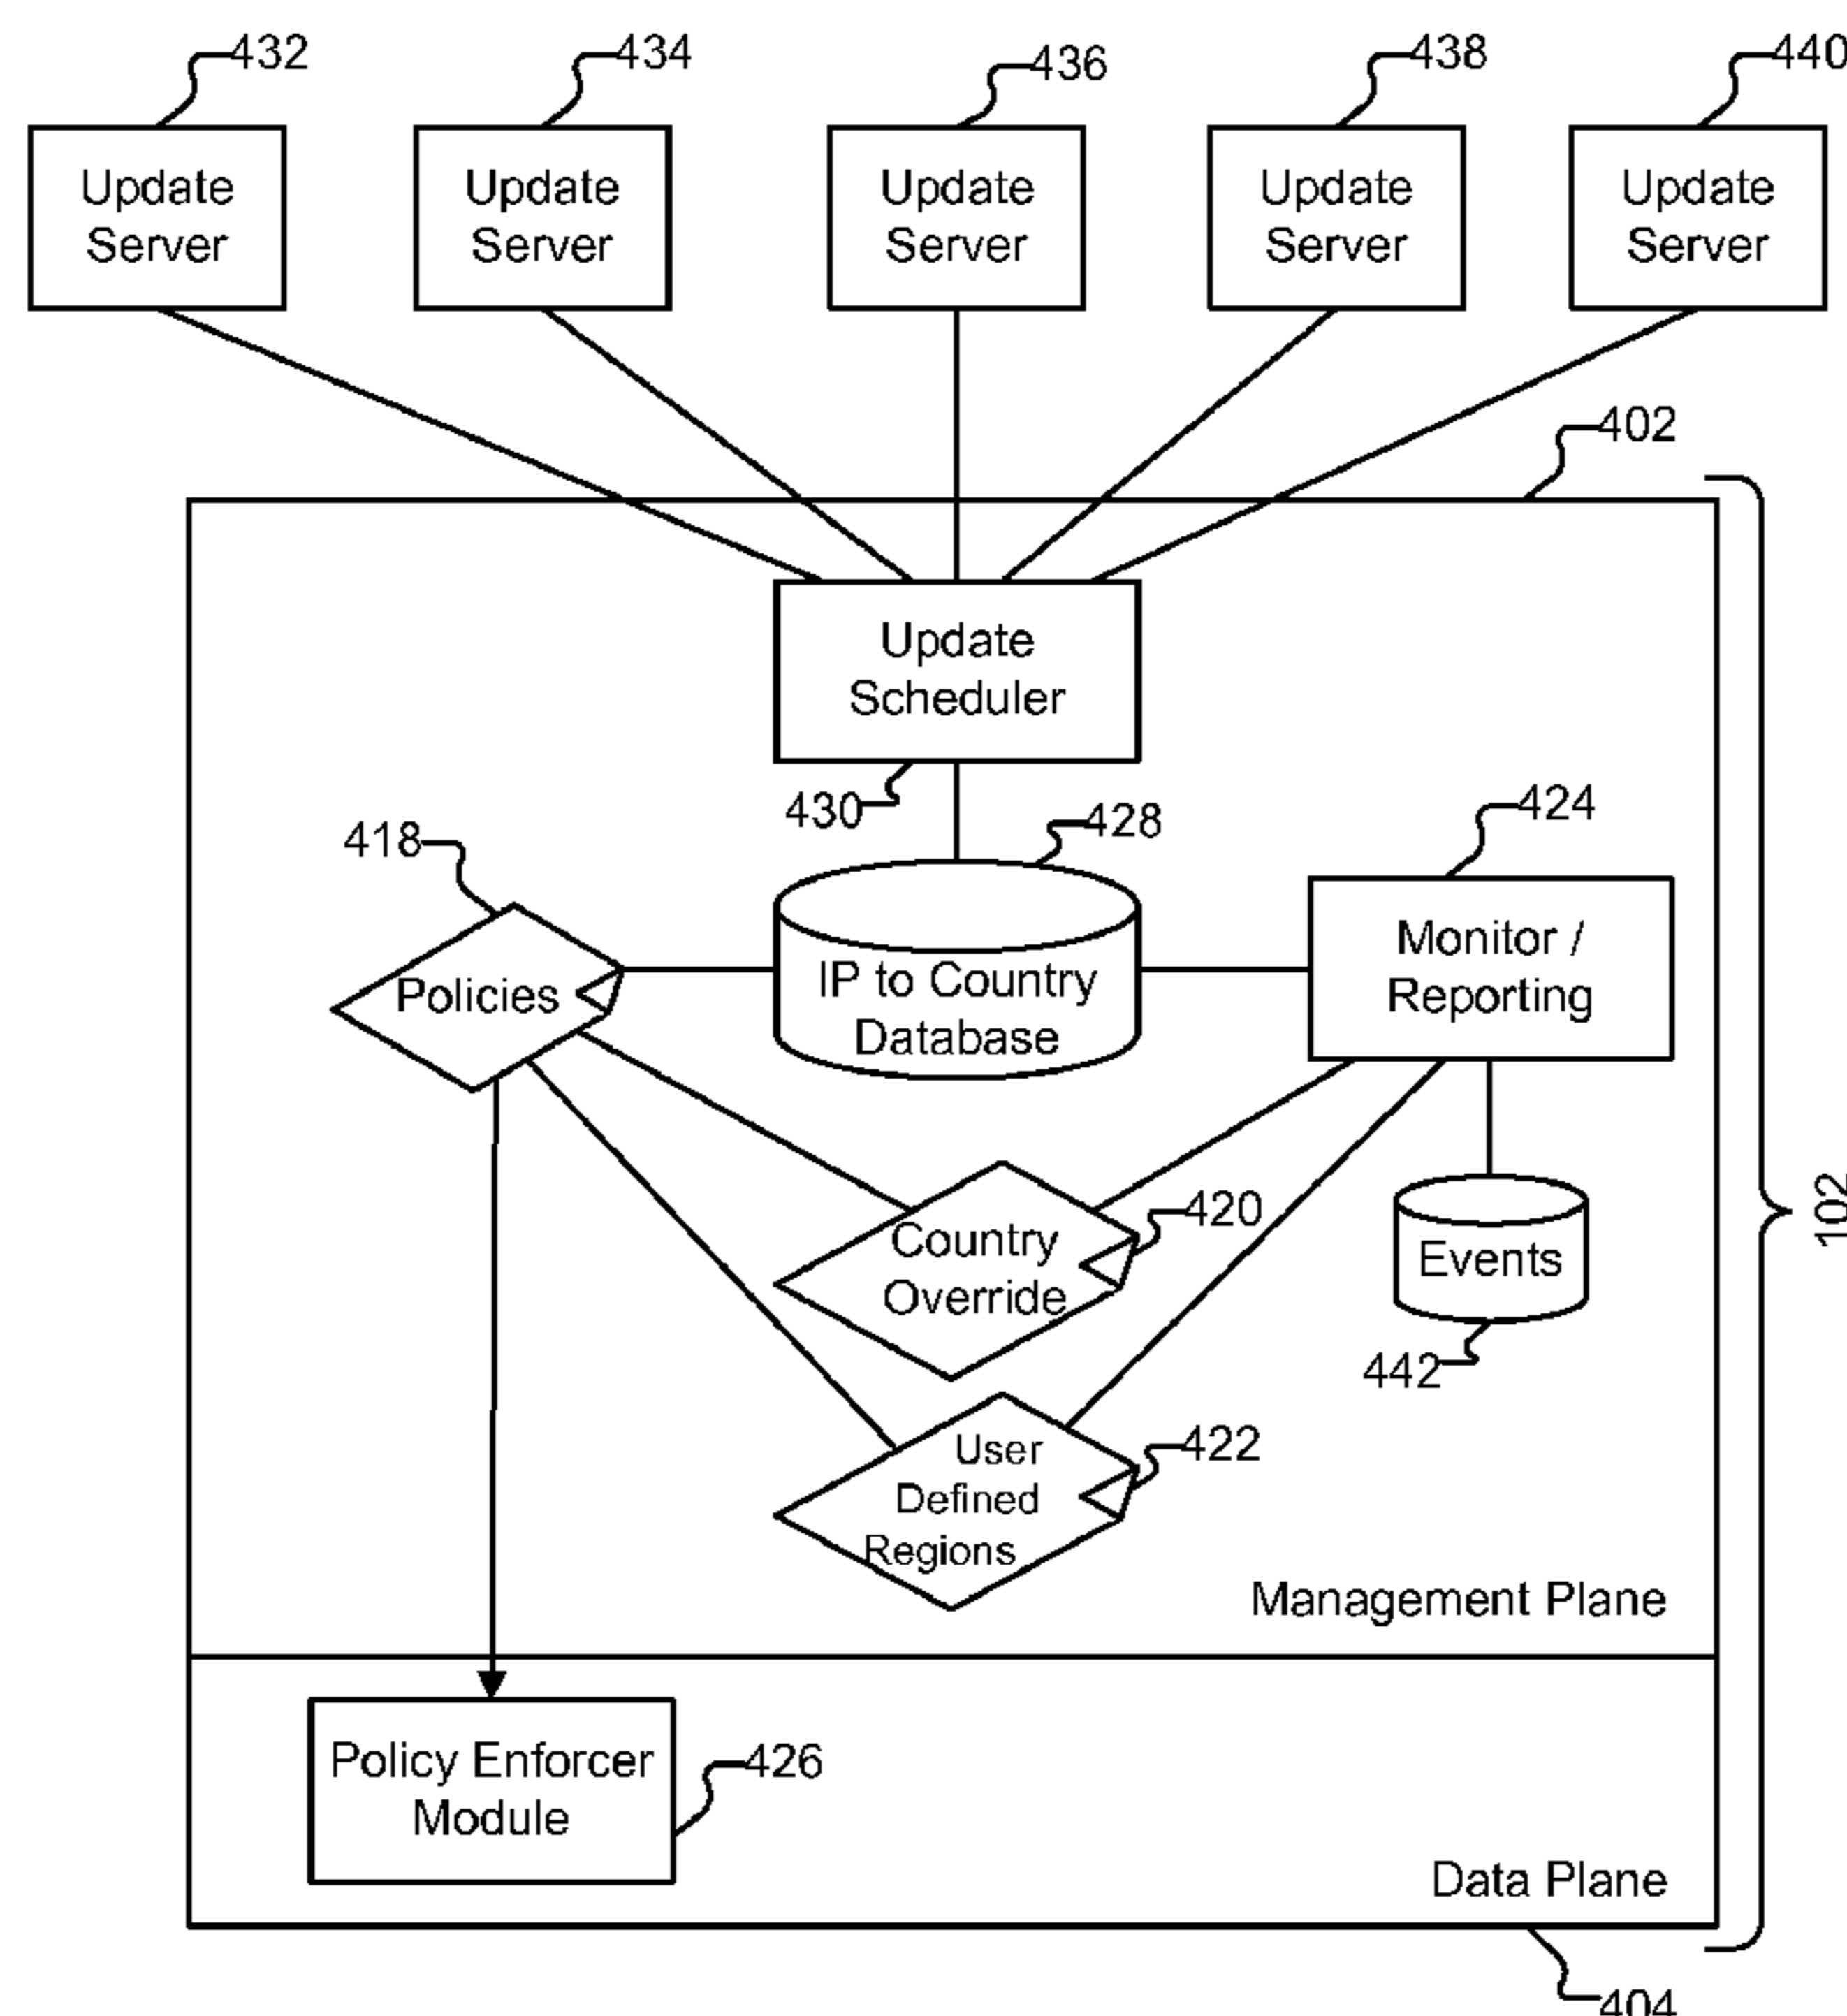 432
434
436
438
440
Update
Server
Update
Server
Update
Server
Update
Server
Update
Server
402
Update
Scheduler
430
428
424
418
Policies
IP to Country
Database
Monitor /
Reporting
420
Country
Override
Events
442
102
422
User
Defined
Regions
Management Plane
Policy Enforcer
Module
426
Data Plane
404